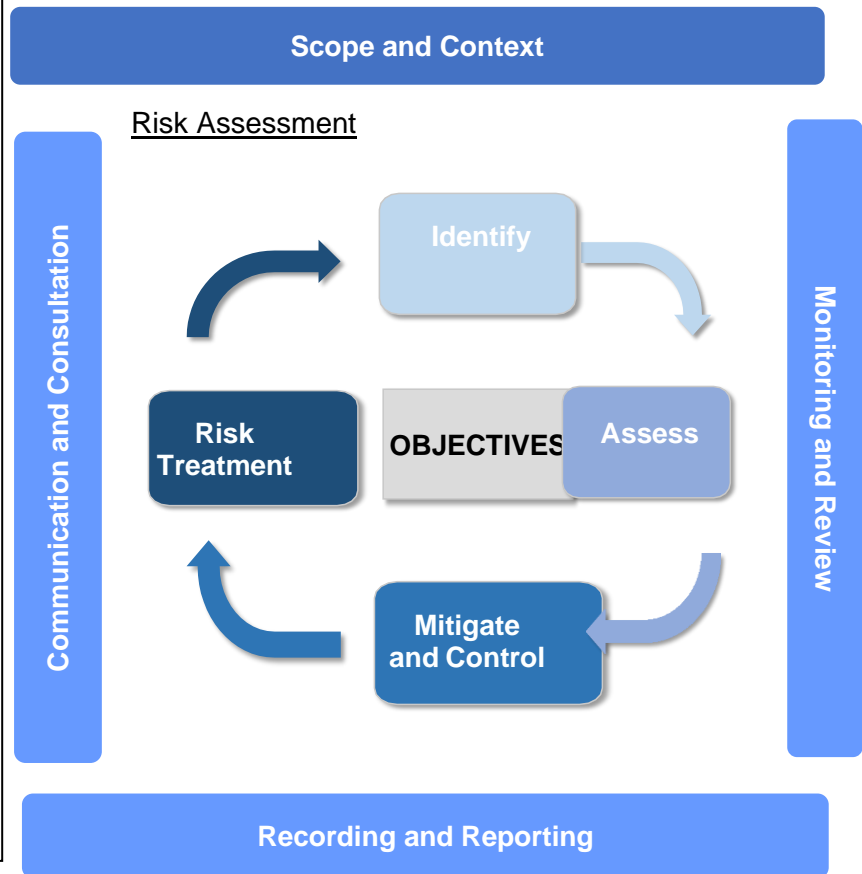 Scope and Context
Risk Assessment
Communication and Consultation
Identify
Monitoring and Review
Risk
Treatment
OBJECTIVES
Assess
Mitigate
and Control
Recording and Reporting